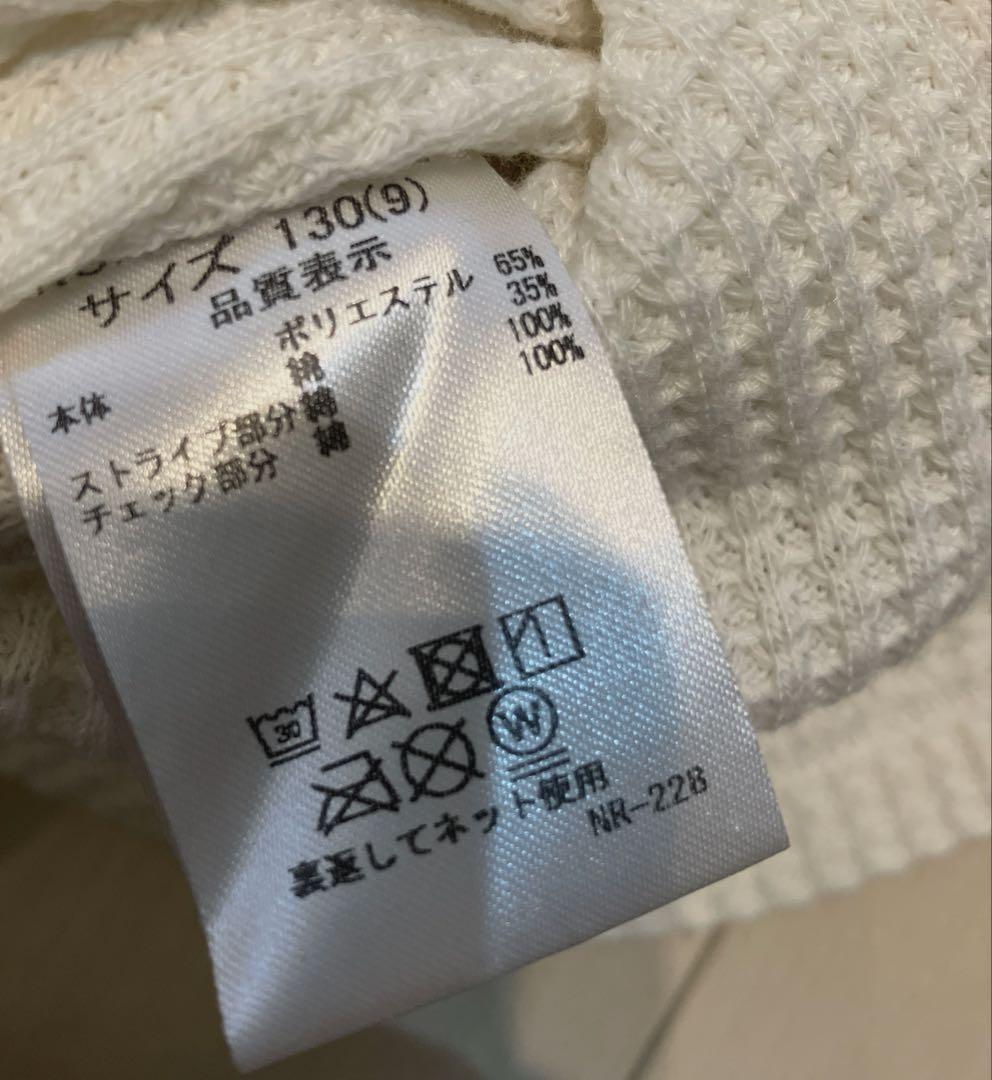 サイズ 130(9)
品質表示
本体 ポリエステル 65%
綿 35%
ストライプ部分 綿 100%
チェック部分 綿 100%
30
W
裏返してネット使用
NR-228